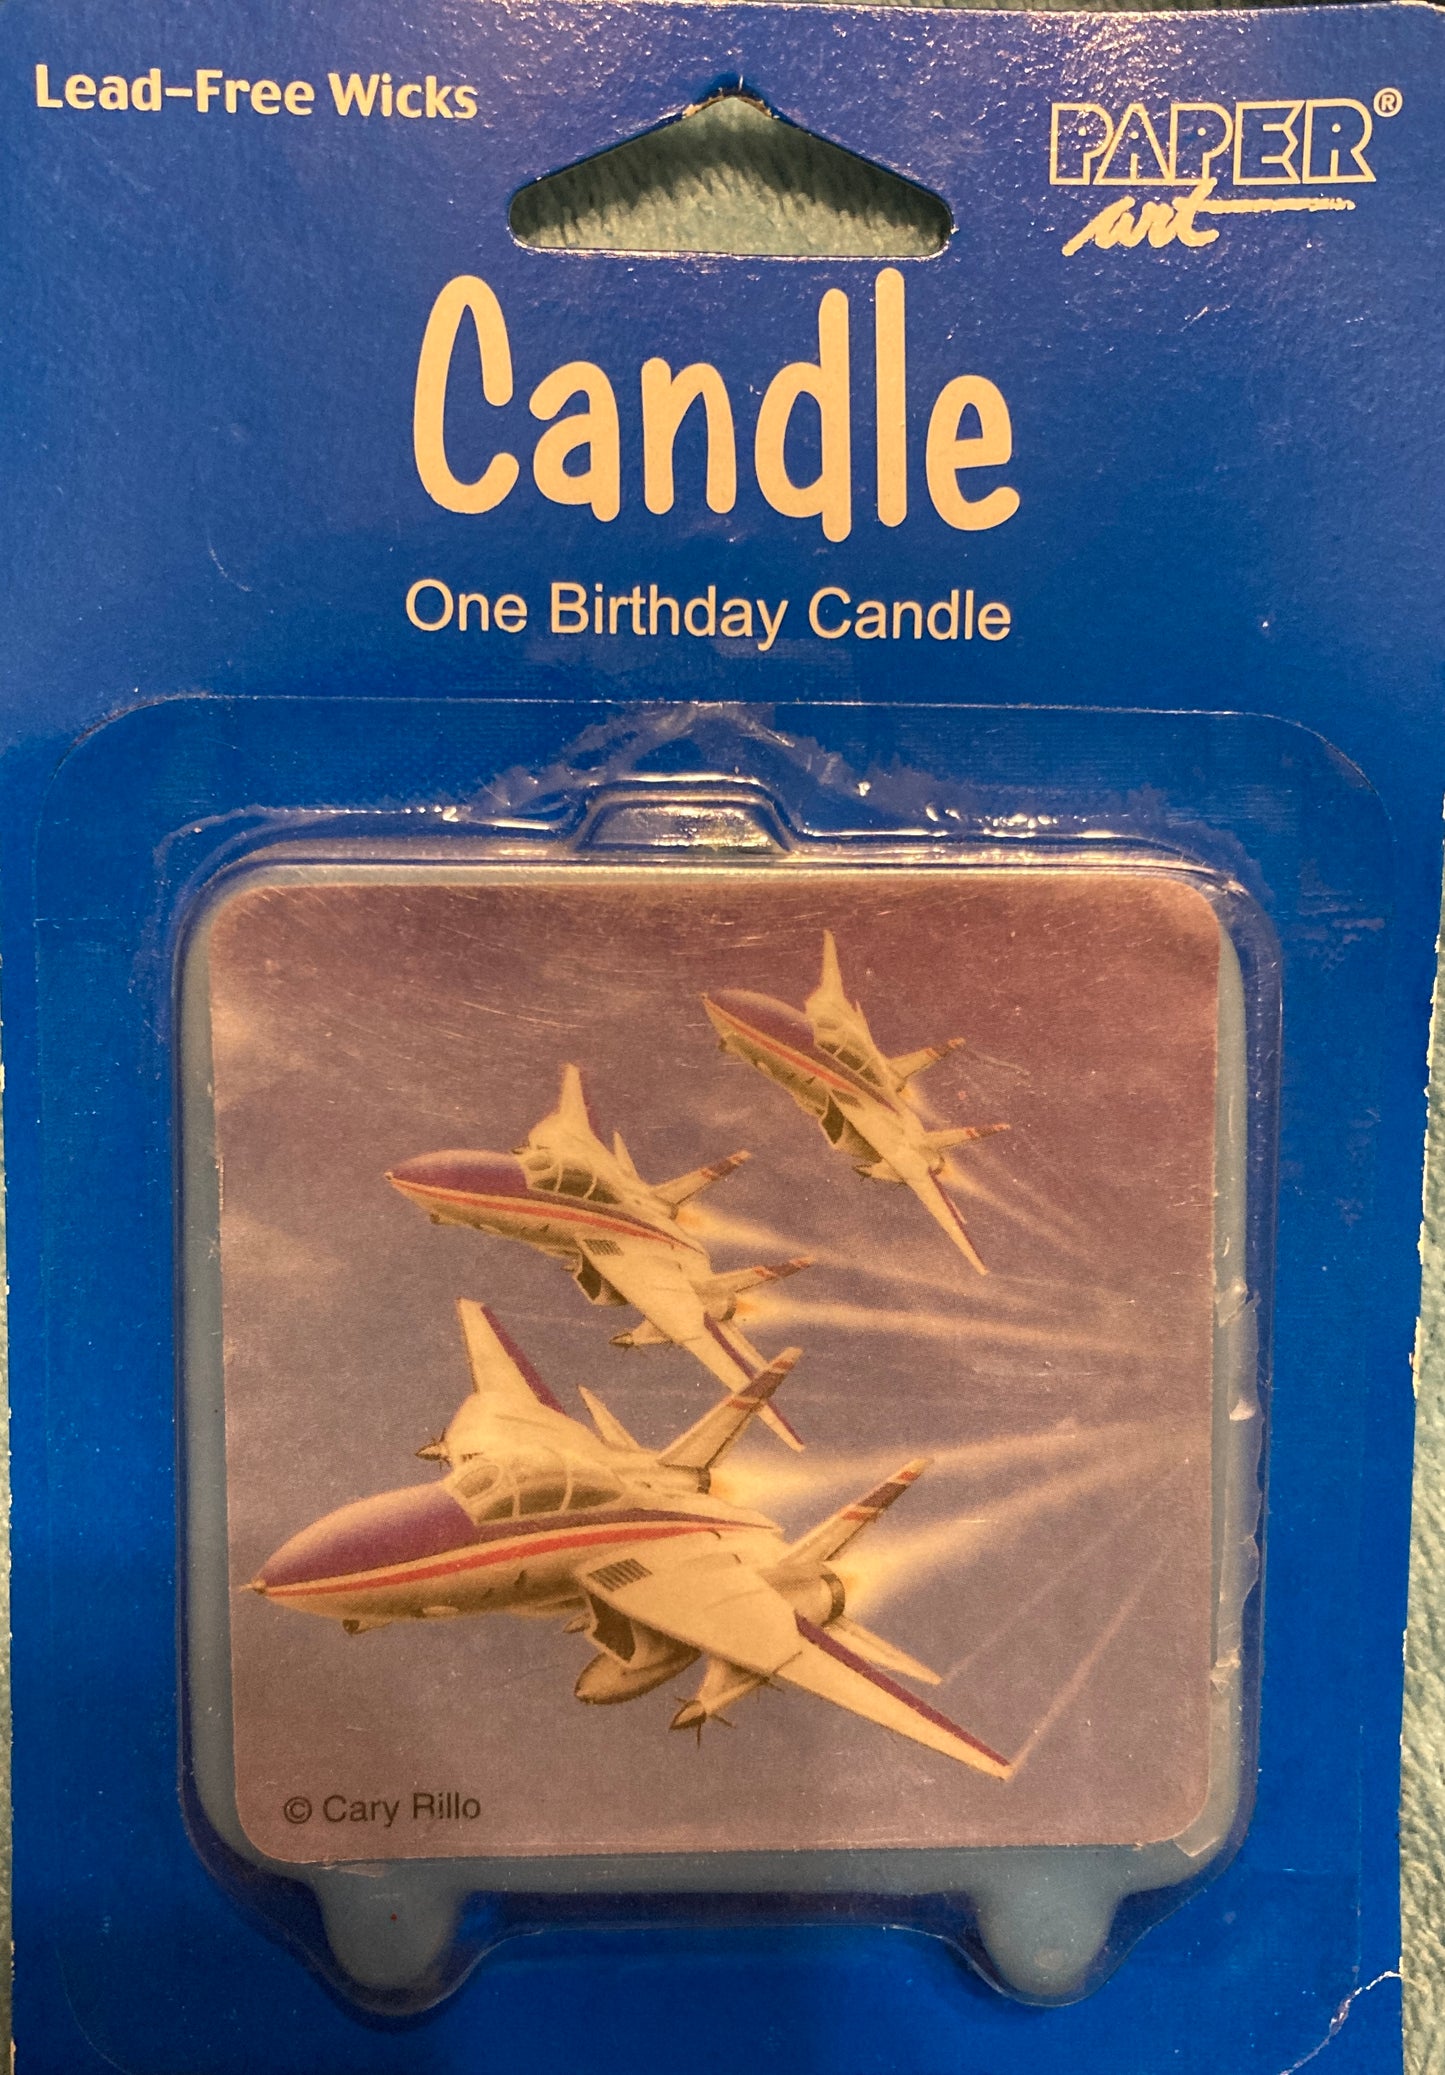 Lead-Free Wicks
PAPER®
art
Candle
One Birthday Candle
© Cary Rillo